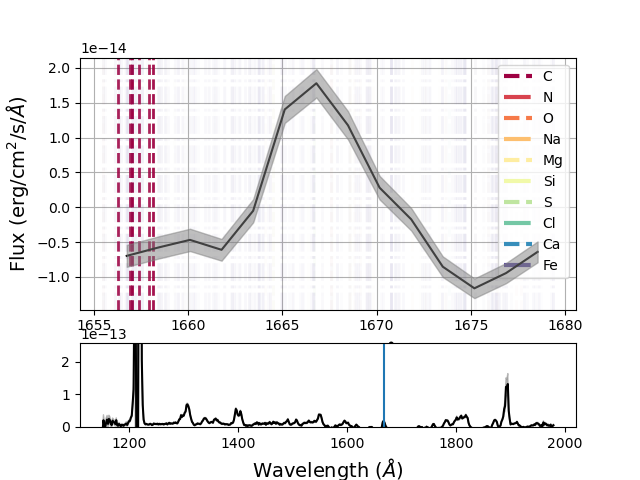 1e−14
2.0
1.5
1.0
0.5
0.0
−0.5
−1.0
Flux (erg/cm²/s/Å)
C
N
O
Na
Mg
Si
S
Cl
Ca
Fe
1655 1660 1665 1670 1675 1680
1e−13
2
1
0
1200 1400 1600 1800 2000
Wavelength (Å)